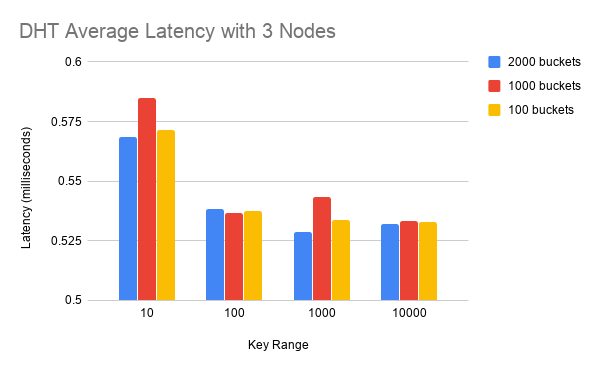 DHT Average Latency with 3 Nodes
2000 buckets
1000 buckets
100 buckets
Latency (milliseconds)
0.6
0.575
0.55
0.525
0.5
10 100 1000 10000
Key Range